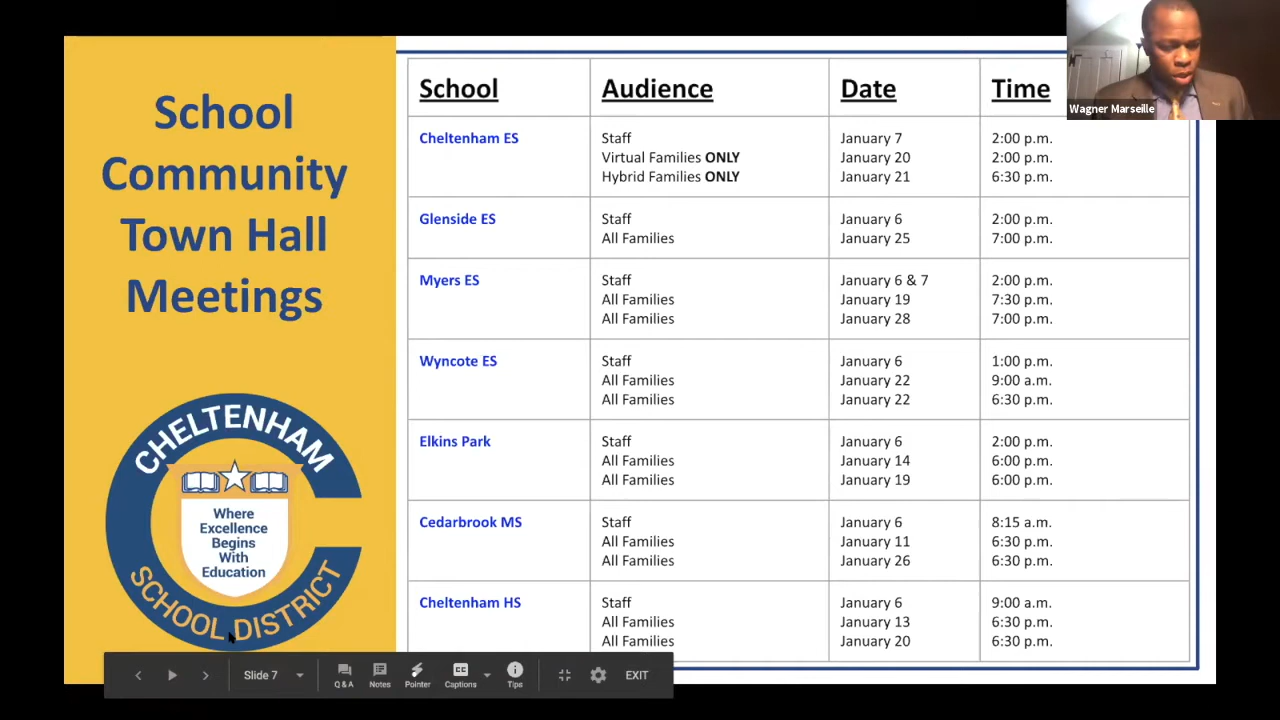 School
Community
Town Hall
Meetings
CHELTENHAM
Where
Excellence
Begins
With
Education
SCHOOL DISTRICT
School Audience Date Time
Cheltenham ES Staff January 7 2:00 p.m.
Virtual Families ONLY January 20 2:00 p.m.
Hybrid Families ONLY January 21 6:30 p.m.
Glenside ES Staff January 6 2:00 p.m.
All Families January 25 7:00 p.m.
Myers ES Staff January 6 & 7 2:00 p.m.
All Families January 19 7:30 p.m.
All Families January 28 7:00 p.m.
Wyncote ES Staff January 6 1:00 p.m.
All Families January 22 9:00 a.m.
All Families January 22 6:30 p.m.
Elkins Park Staff January 6 2:00 p.m.
All Families January 14 6:00 p.m.
All Families January 19 6:00 p.m.
Cedarbrook MS Staff January 6 8:15 a.m.
All Families January 11 6:30 p.m.
All Families January 26 6:30 p.m.
Cheltenham HS Staff January 6 9:00 a.m.
All Families January 13 6:30 p.m.
All Families January 20 6:30 p.m.
Wagner Marseille
Slide 7 Q & A Notes Pointer Captions Tips EXIT